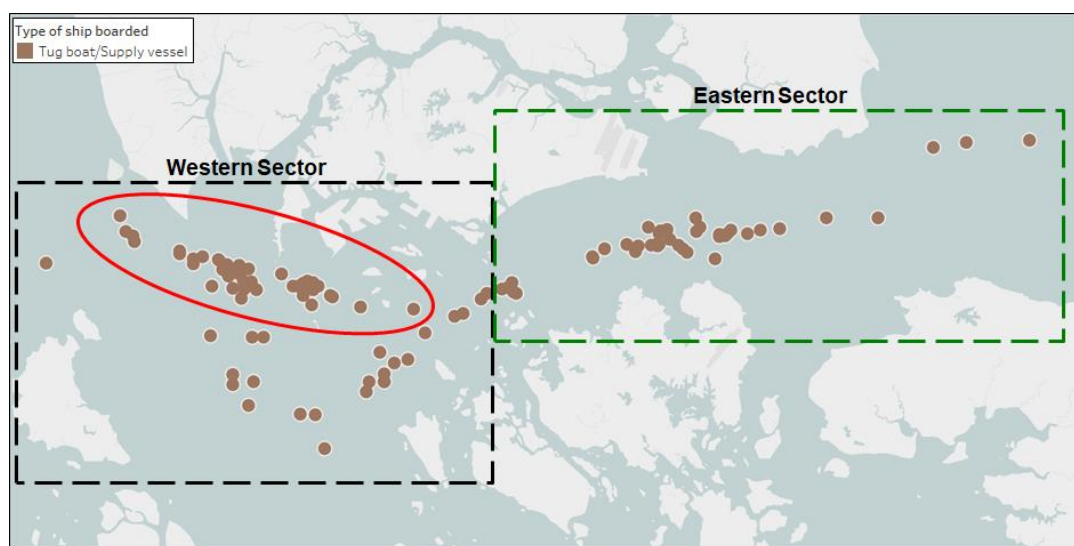 Type of ship boarded
Tug boat/Supply vessel
Eastern Sector
Western Sector